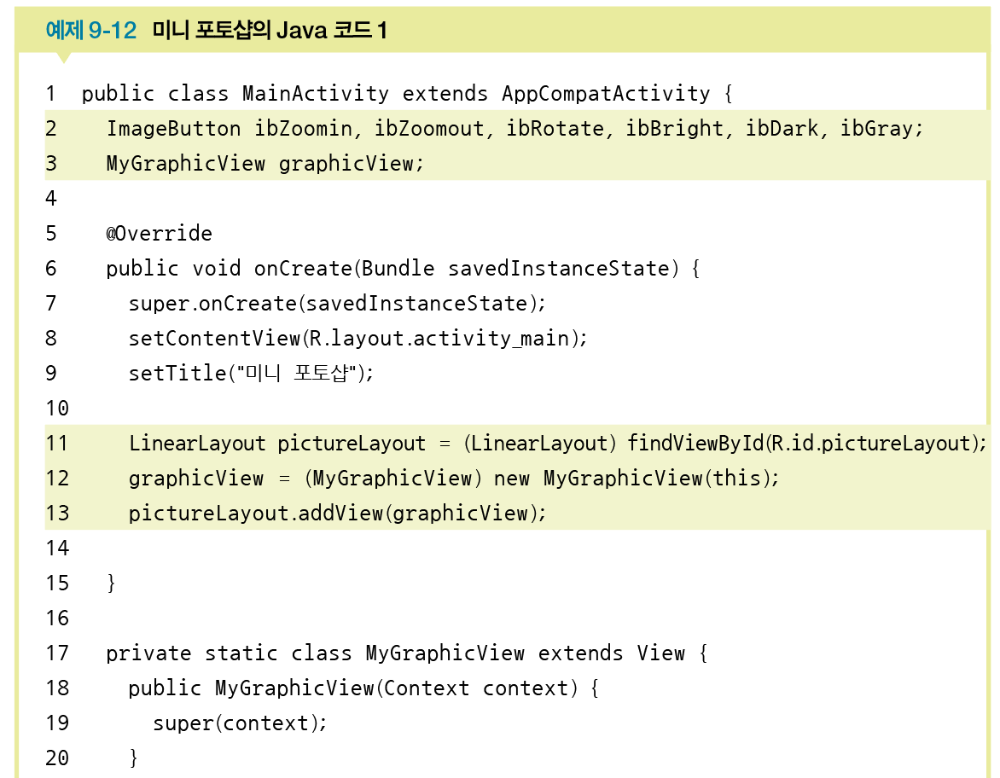 예제 9-12 미니 포토샵의 Java 코드 1
1 public class MainActivity extends AppCompatActivity {
2 ImageButton ibZoomin, ibZoomout, ibRotate, ibBright, ibDark, ibGray;
3 MyGraphicView graphicView;
4
5 @Override
6 public void onCreate(Bundle savedInstanceState) {
7 super.onCreate(savedInstanceState);
8 setContentView(R.layout.activity_main);
9 setTitle("미니 포토샵");
10
11 LinearLayout pictureLayout = (LinearLayout) findViewById(R.id.pictureLayout);
12 graphicView = (MyGraphicView) new MyGraphicView(this);
13 pictureLayout.addView(graphicView);
14
15 }
16
17 private static class MyGraphicView extends View {
18 public MyGraphicView(Context context) {
19 super(context);
20 }